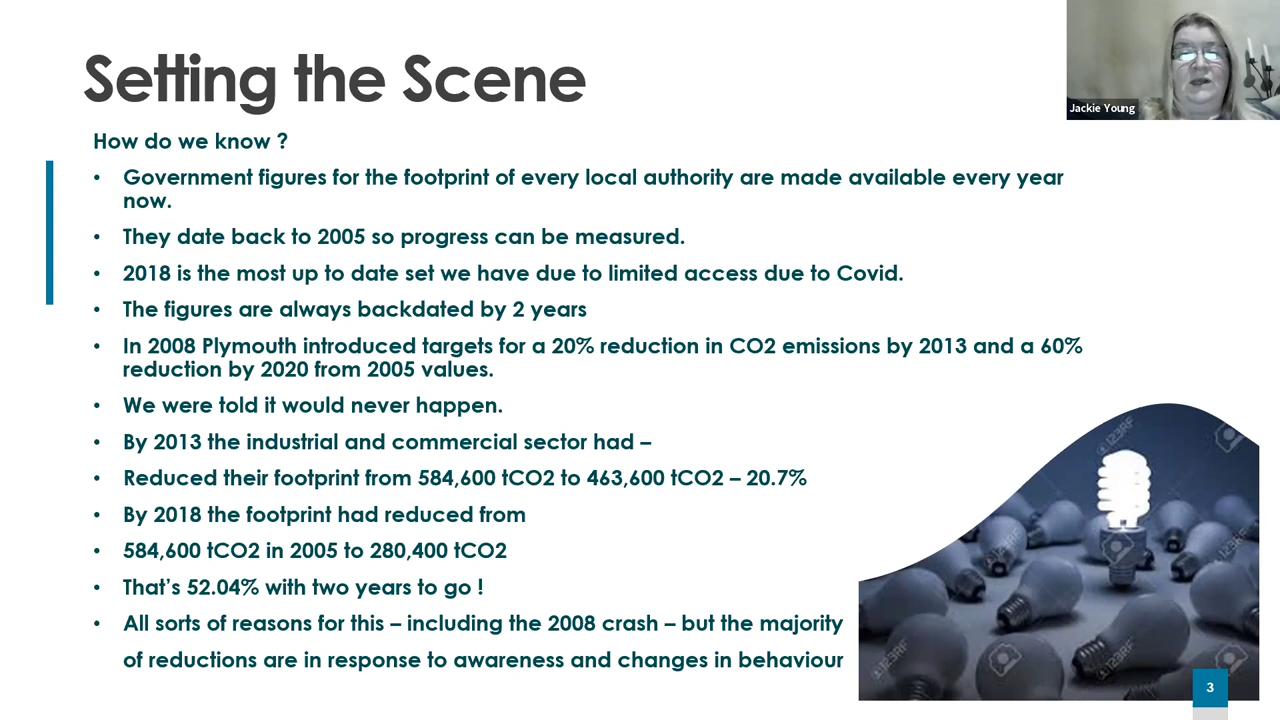 Setting the Scene
Jackie Young
How do we know ?
• Government figures for the footprint of every local authority are made available every year
now.
• They date back to 2005 so progress can be measured.
• 2018 is the most up to date set we have due to limited access due to Covid.
• The figures are always backdated by 2 years
• In 2008 Plymouth introduced targets for a 20% reduction in CO2 emissions by 2013 and a 60%
reduction by 2020 from 2005 values.
• We were told it would never happen.
• By 2013 the industrial and commercial sector had –
• Reduced their footprint from 584,600 tCO2 to 463,600 tCO2 – 20.7%
• By 2018 the footprint had reduced from
• 584,600 tCO2 in 2005 to 280,400 tCO2
• That's 52.04% with two years to go !
• All sorts of reasons for this – including the 2008 crash – but the majority
of reductions are in response to awareness and changes in behaviour
123RF
123RF
123RF
123RF
3